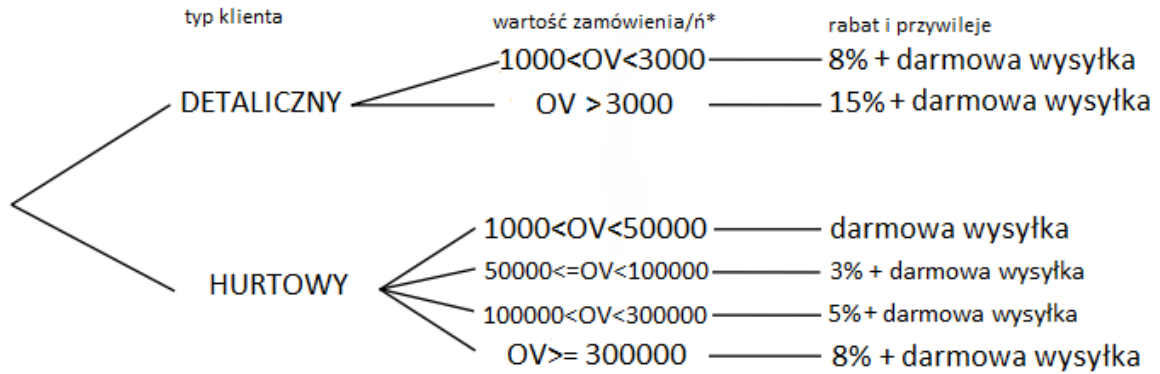 typ klienta wartość zamówienia/ń* rabat i przywileje
1000<OV<3000 8% + darmowa wysyłka
DETALICZNY OV >3000 15% + darmowa wysyłka
1000<OV<50000 darmowa wysyłka
50000<=OV<100000 3% + darmowa wysyłka
HURTOWY
100000<OV<300000 5%+ darmowa wysyłka
OV>= 300000 8% + darmowa wysyłka